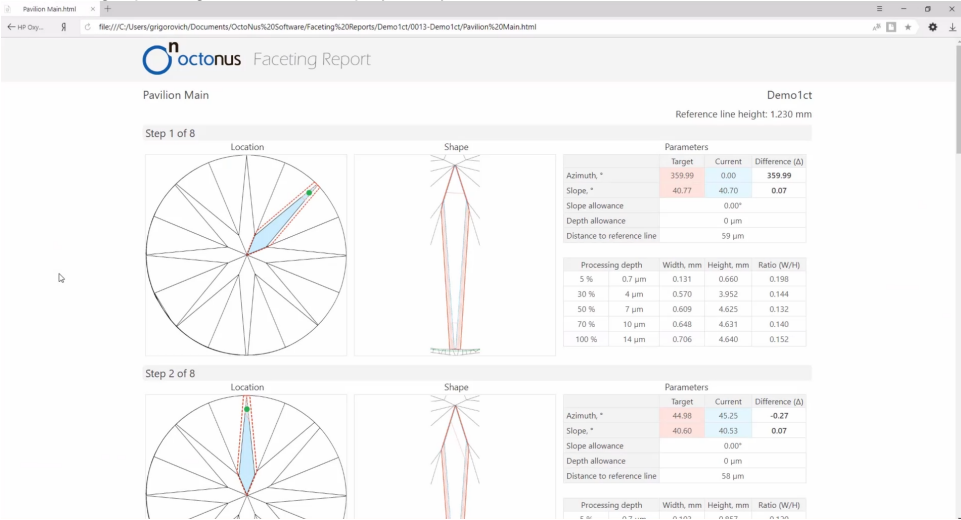 Pavilion Main.html
HP Oxy...
file:///C:/Users/grigorovich/Documents/OctoNus%20Software/Faceting%20Reports/Demo1ct/0013-Demo1ct/Pavilion%20Main.html
octonus Faceting Report
Pavilion Main Demo1ct
Reference line height: 1.230 mm
Step 1 of 8
Location Shape Parameters
Target Current Difference (Δ)
Azimuth, ° 359.99 0.00 359.99
Slope, ° 40.77 40.70 0.07
Slope allowance 0.00°
Depth allowance 0 μm
Distance to reference line 59 μm
Processing depth Width, mm Height, mm Ratio (W/H)
5 % 0.7 μm 0.131 0.660 0.198
30 % 4 μm 0.570 3.952 0.144
50 % 7 μm 0.609 4.625 0.132
70 % 10 μm 0.648 4.631 0.140
100 % 14 μm 0.706 4.640 0.152
Step 2 of 8
Location Shape Parameters
Target Current Difference (Δ)
Azimuth, ° 44.98 45.25 -0.27
Slope, ° 40.60 40.53 0.07
Slope allowance 0.00°
Depth allowance 0 μm
Distance to reference line 58 μm
Processing depth Width, mm Height, mm Ratio (W/H)